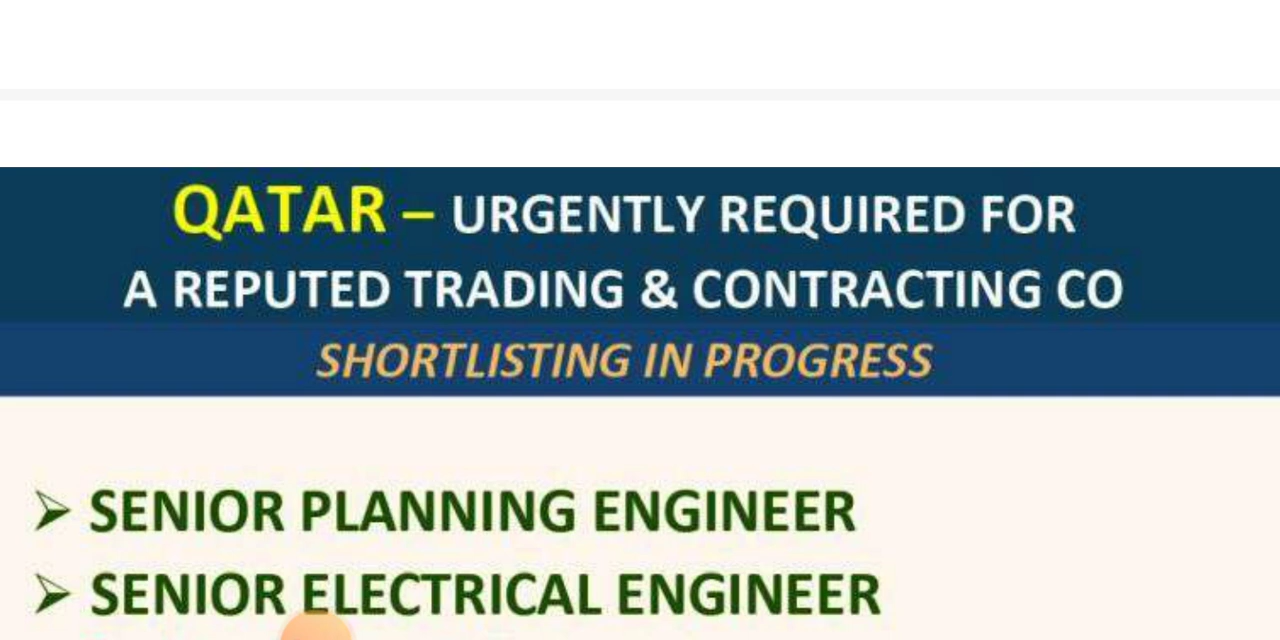 QATAR – URGENTLY REQUIRED FOR
A REPUTED TRADING & CONTRACTING CO
SHORTLISTING IN PROGRESS
➢ SENIOR PLANNING ENGINEER
➢ SENIOR ELECTRICAL ENGINEER